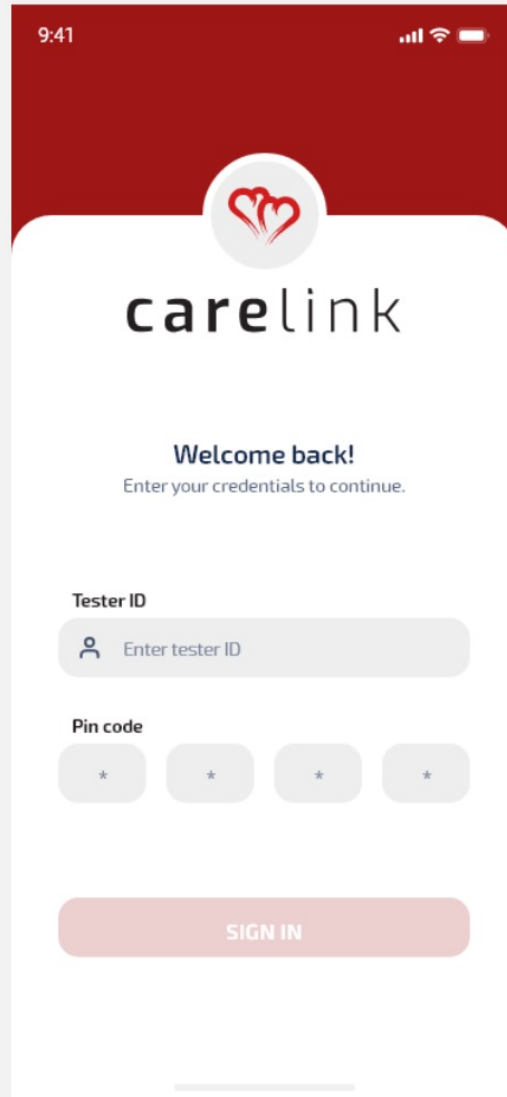 9:41
carelink
Welcome back!
Enter your credentials to continue.
Tester ID
Enter tester ID
Pin code
* * * *
SIGN IN